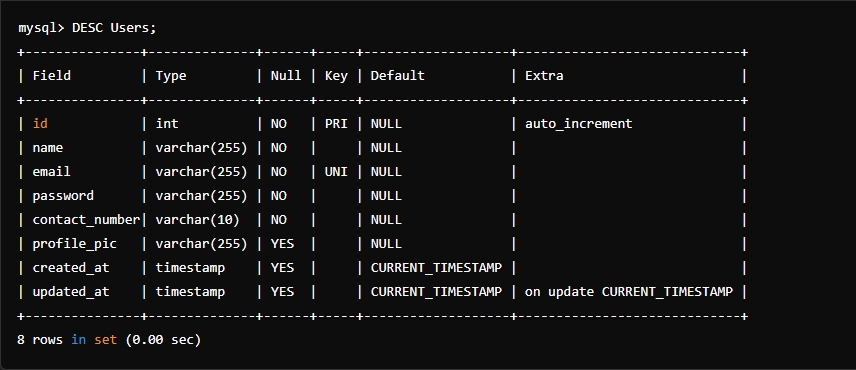 mysql> DESC Users;
+---------------+--------------+------+-----+-------------------+-----------------------------+
| Field         | Type         | Null | Key | Default           | Extra                       |
+---------------+--------------+------+-----+-------------------+-----------------------------+
| id            | int          | NO   | PRI | NULL              | auto_increment              |
| name          | varchar(255) | NO   |     | NULL              |                             |
| email         | varchar(255) | NO   | UNI | NULL              |                             |
| password      | varchar(255) | NO   |     | NULL              |                             |
| contact_number| varchar(10)  | NO   |     | NULL              |                             |
| profile_pic   | varchar(255) | YES  |     | NULL              |                             |
| created_at    | timestamp    | YES  |     | CURRENT_TIMESTAMP |                             |
| updated_at    | timestamp    | YES  |     | CURRENT_TIMESTAMP | on update CURRENT_TIMESTAMP |
+---------------+--------------+------+-----+-------------------+-----------------------------+
8 rows in set (0.00 sec)